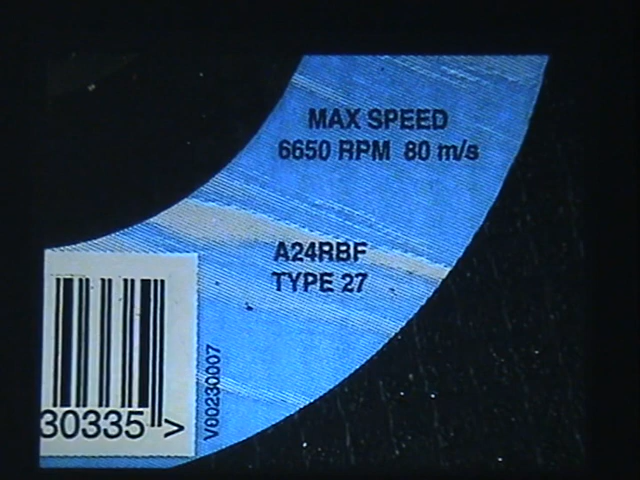 MAX SPEED
6650 RPM 80 m/s
A24RBF
TYPE 27
V00230007
30335 >